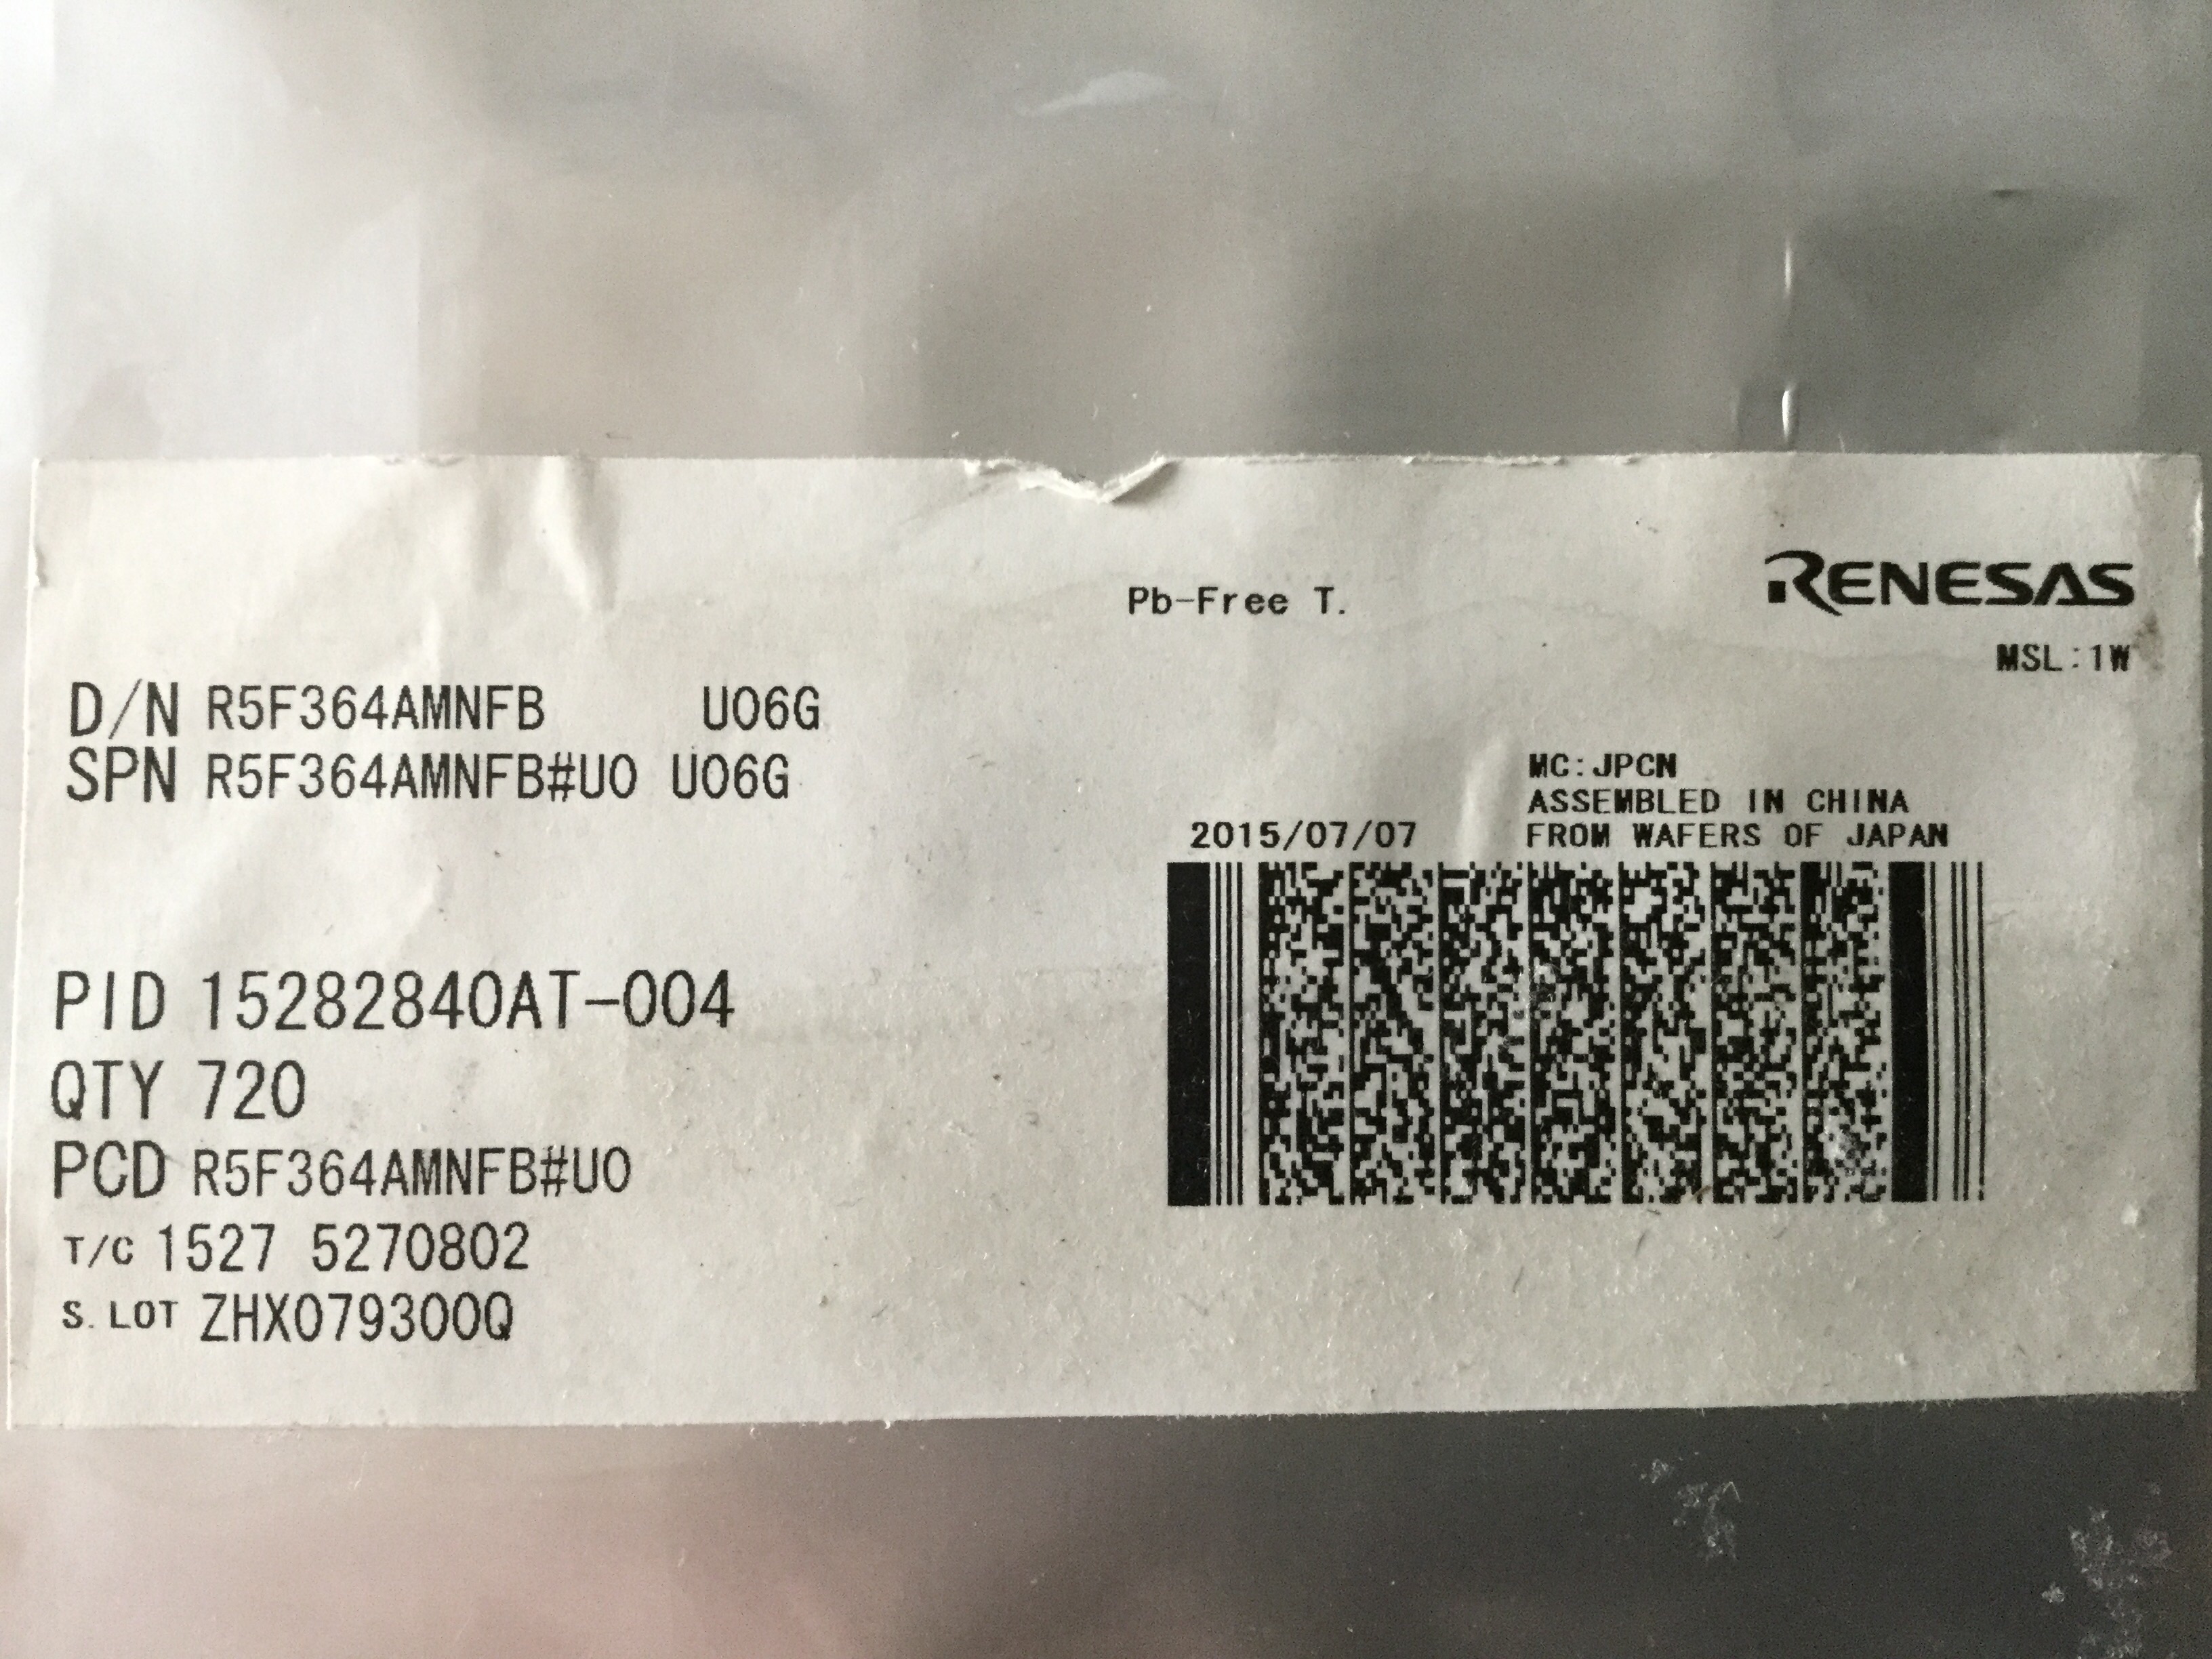 RENESAS
Pb-Free T.
MSL:1W
D/N R5F364AMNFB U06G
SPN R5F364AMNFB#U0 U06G
MC:JPCN
ASSEMBLED IN CHINA
2015/07/07 FROM WAFERS OF JAPAN
PID 15282840AT-004
QTY 720
PCD R5F364AMNFB#U0
T/C 1527 5270802
S. LOT ZHX079300Q